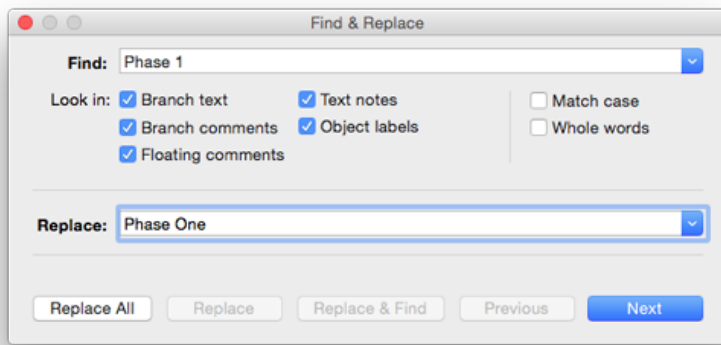 Find & Replace
Find: Phase 1
Look in: Branch text Text notes Match case
Branch comments Object labels Whole words
Floating comments
Replace: Phase One
Replace All Replace Replace & Find Previous Next